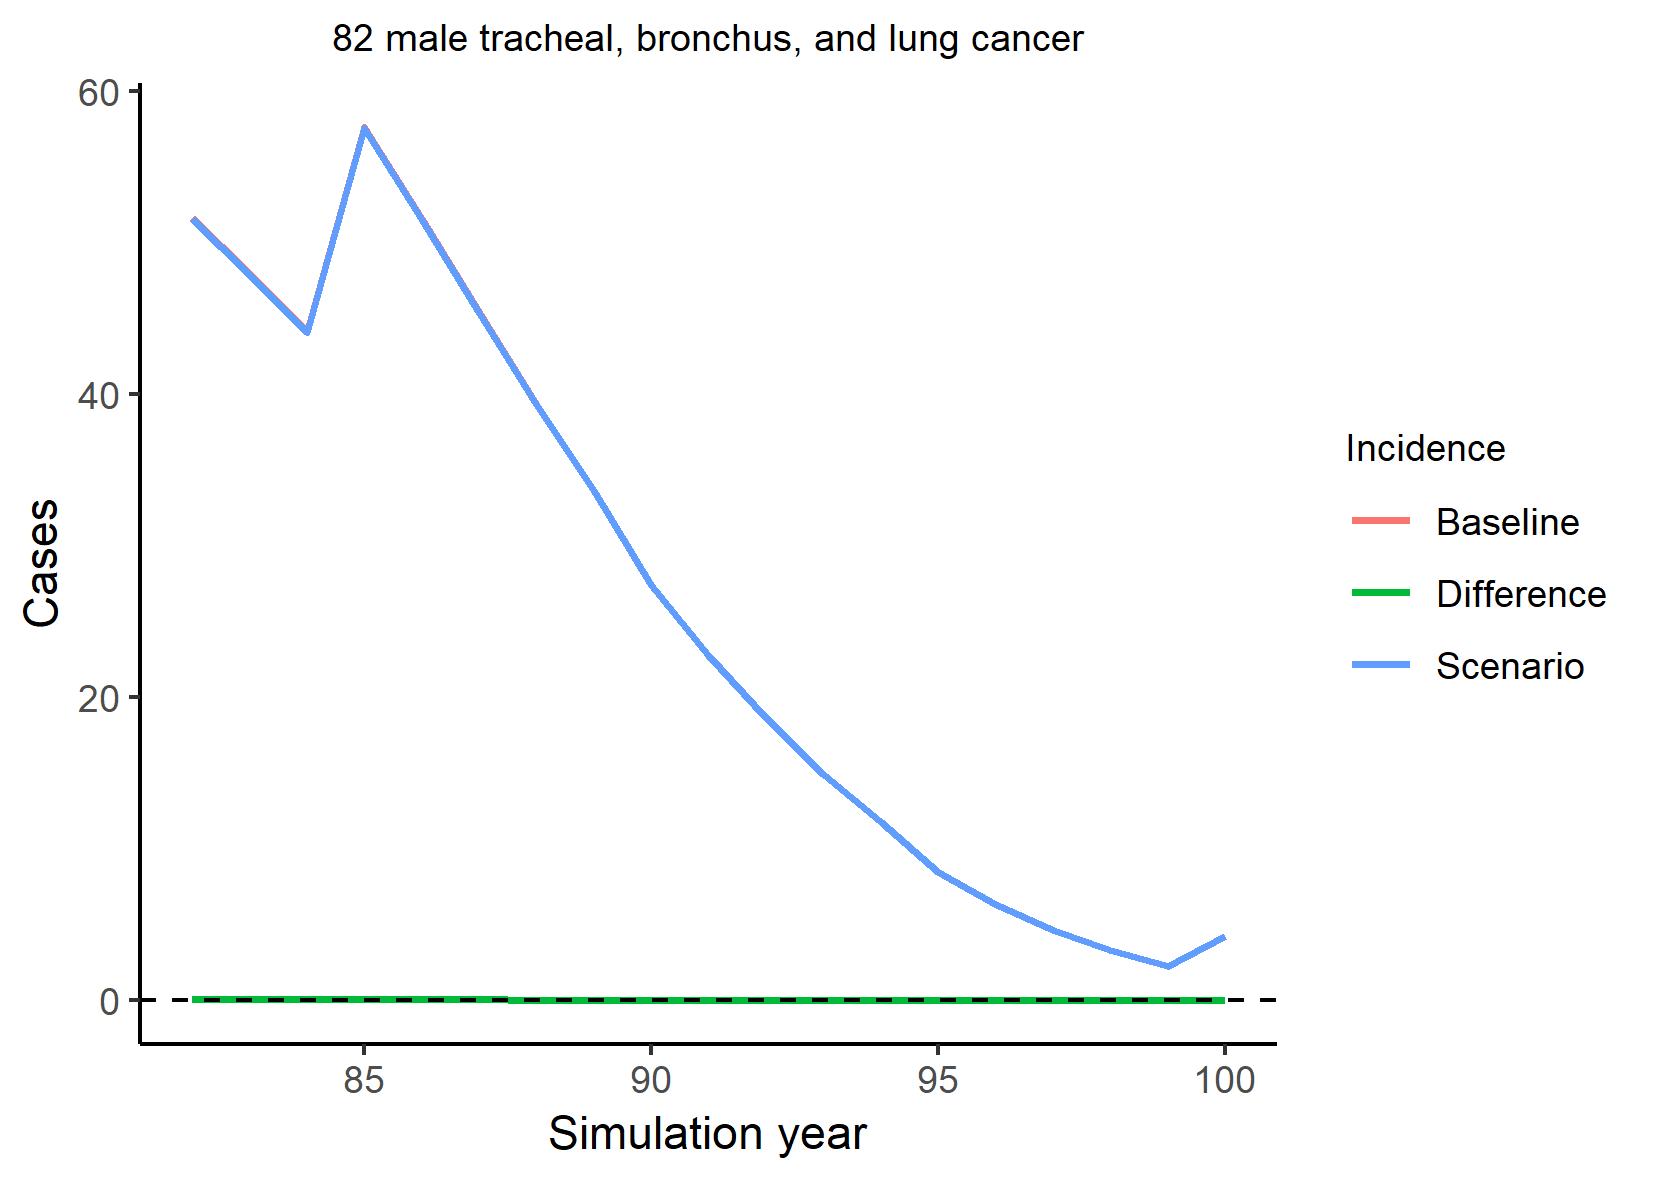 82 male tracheal, bronchus, and lung cancer
60
40
20
0
Cases
85 90 95 100
Simulation year
Incidence
Baseline
Difference
Scenario